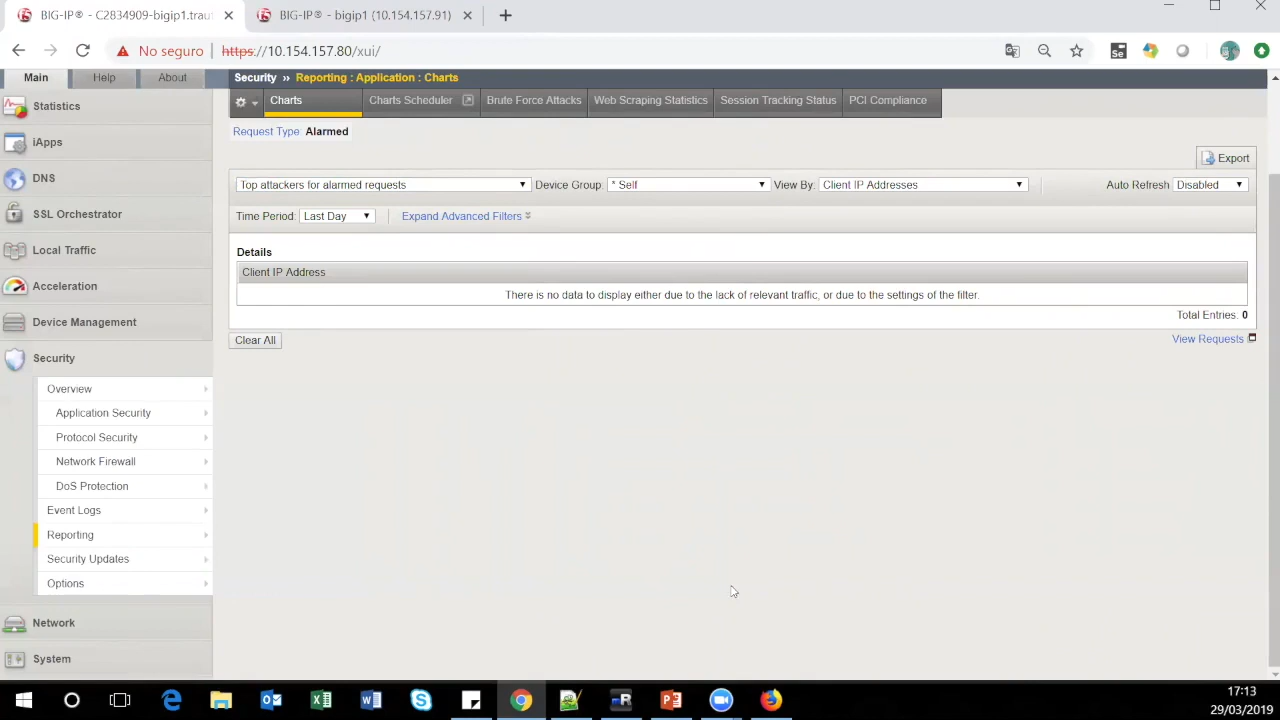 BIG-IP® - C2834909-bigip1.trau
BIG-IP® - bigip1 (10.154.157.91)
No seguro
https://10.154.157.80/xui/
Main
Help
About
Security » Reporting : Application : Charts
Charts
Charts Scheduler
Brute Force Attacks
Web Scraping Statistics
Session Tracking Status
PCI Compliance
Statistics
iApps
DNS
SSL Orchestrator
Local Traffic
Acceleration
Device Management
Security
Overview
Application Security
Protocol Security
Network Firewall
DoS Protection
Event Logs
Reporting
Security Updates
Options
Network
System
Request Type: Alarmed
Export
Top attackers for alarmed requests
Device Group: * Self
View By: Client IP Addresses
Auto Refresh Disabled
Time Period: Last Day
Expand Advanced Filters
Details
Client IP Address
There is no data to display either due to the lack of relevant traffic, or due to the settings of the filter.
Total Entries: 0
Clear All
View Requests
17:13
29/03/2019